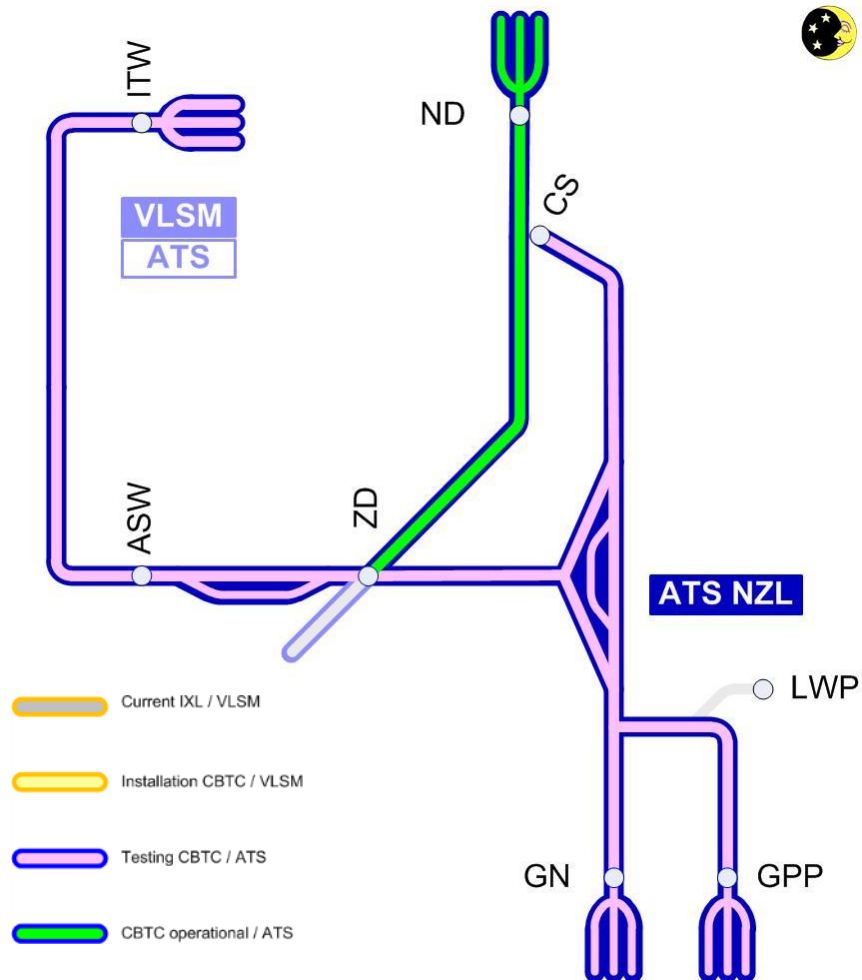 ITW
ND
CS
VLSM
ATS
ASW
ZD
ATS NZL
LWP
Current IXL / VLSM
Installation CBTC / VLSM
Testing CBTC / ATS
GN
GPP
CBTC operational / ATS